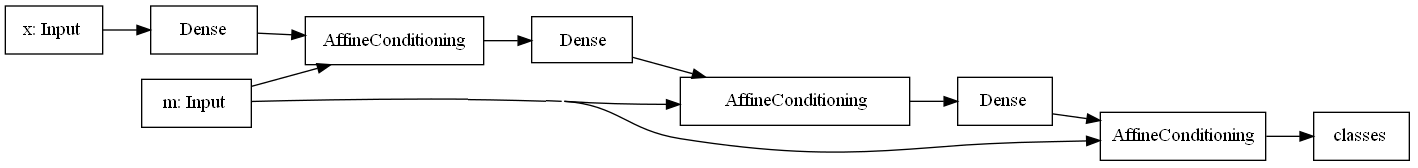 x: Input
Dense
AffineConditioning
Dense
m: Input
AffineConditioning
Dense
AffineConditioning
classes